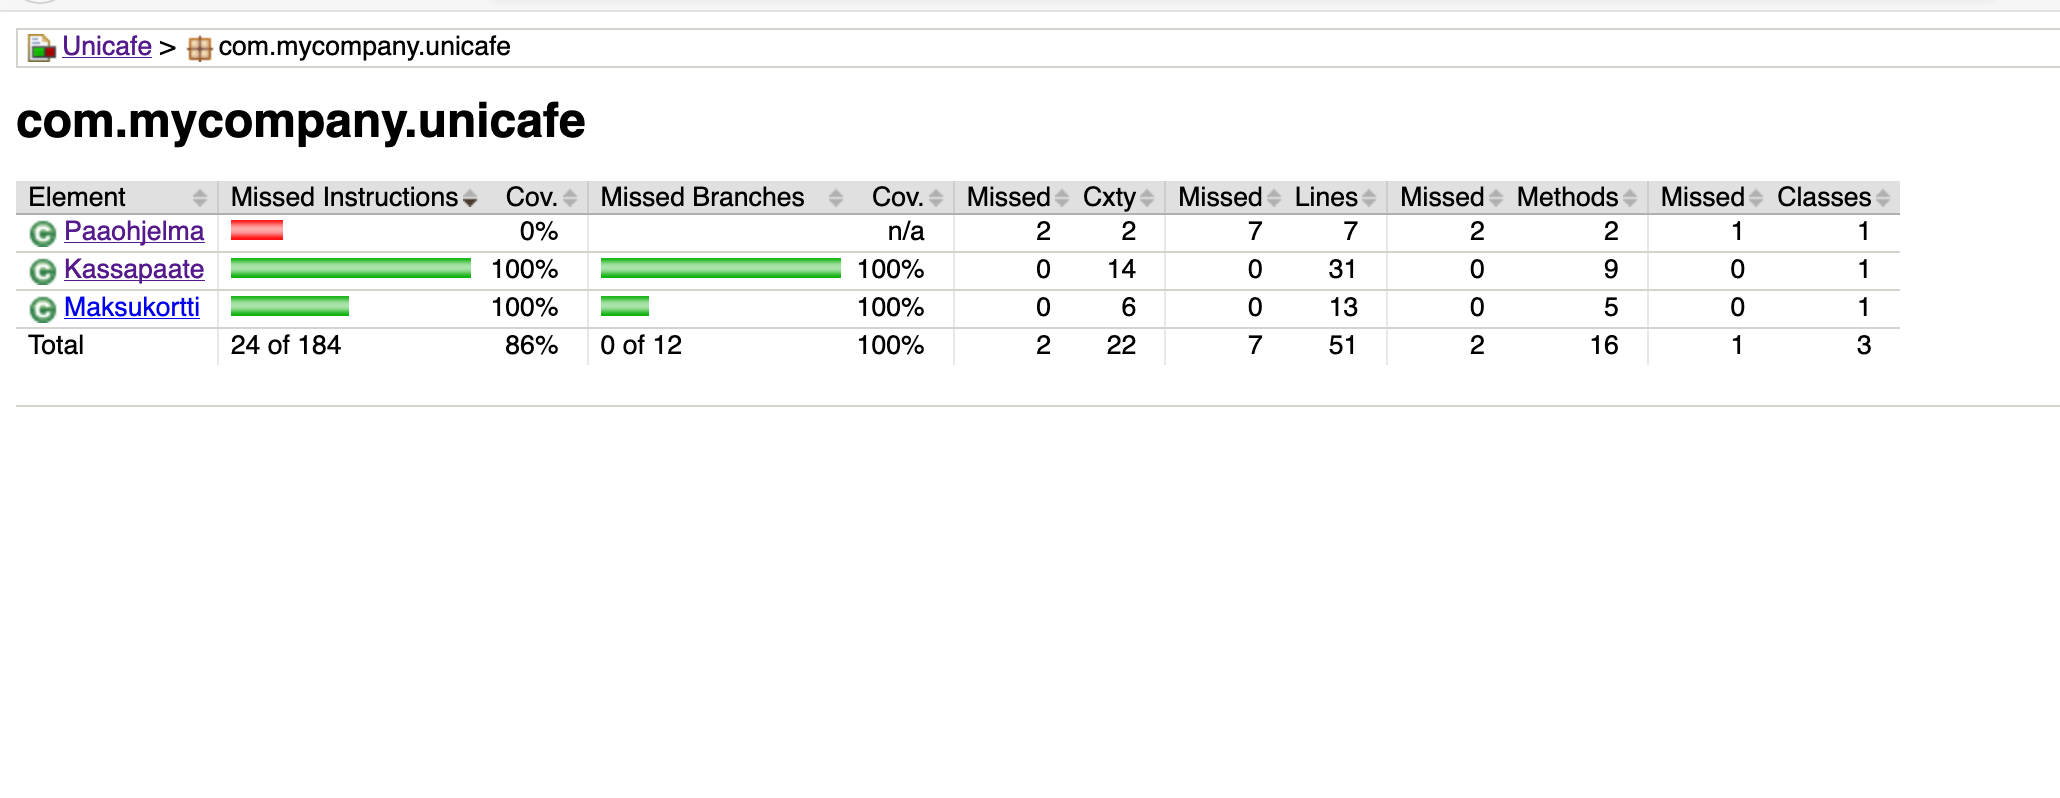 Unicafe > com.mycompany.unicafe
com.mycompany.unicafe
Element Missed Instructions Cov. Missed Branches Cov. Missed Cxty Missed Lines Missed Methods Missed Classes
Paaohjelma 0% n/a 2 2 7 7 2 2 1 1
Kassapaate 100% 100% 0 14 0 31 0 9 0 1
Maksukortti 100% 100% 0 6 0 13 0 5 0 1
Total 24 of 184 86% 0 of 12 100% 2 22 7 51 2 16 1 3